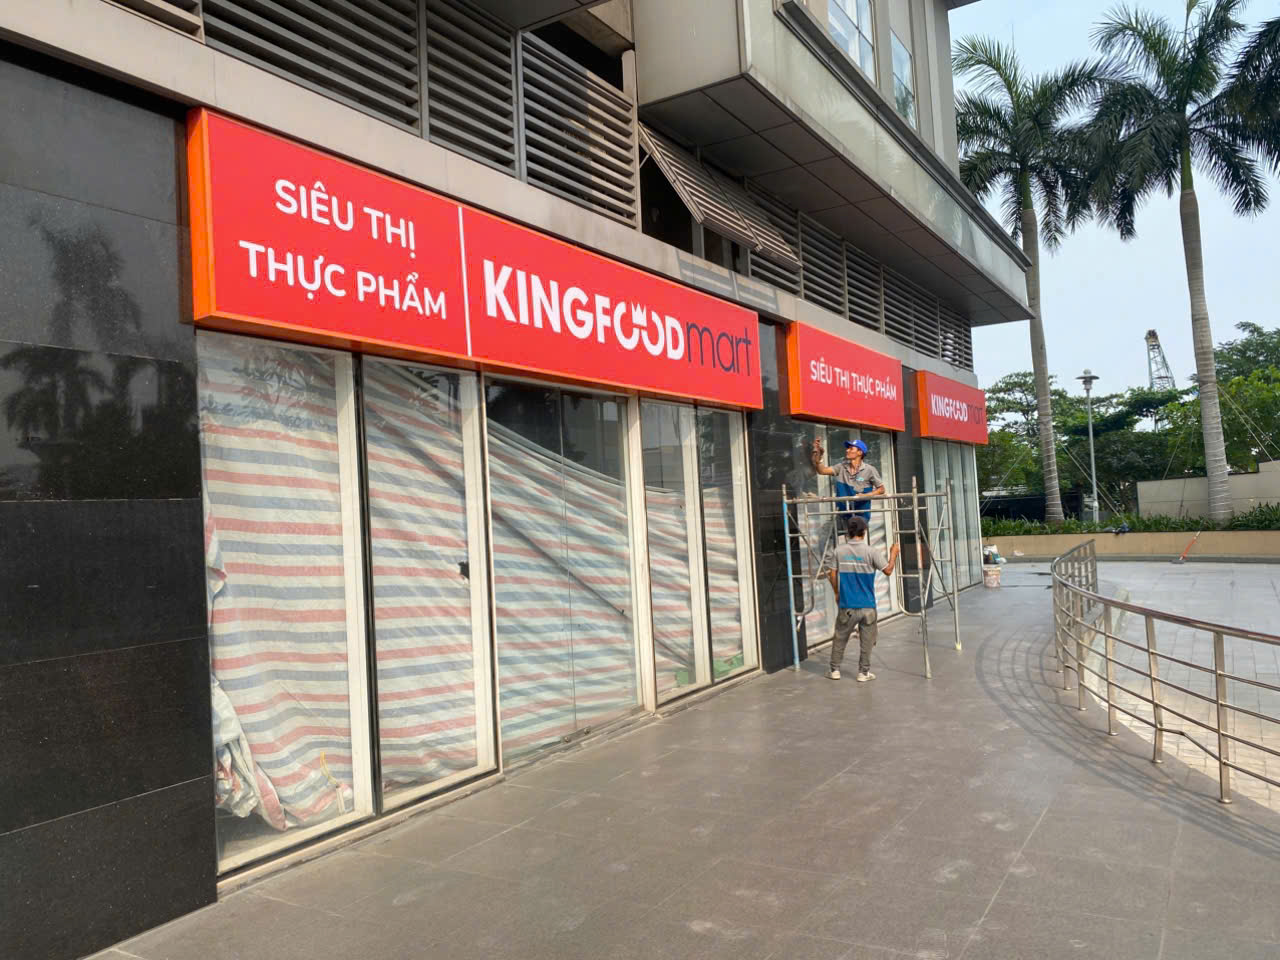 SIÊU THỊ
THỰC PHẨM
KINGFOODmart
SIÊU THỊ THỰC PHẨM
KINGFOODmart